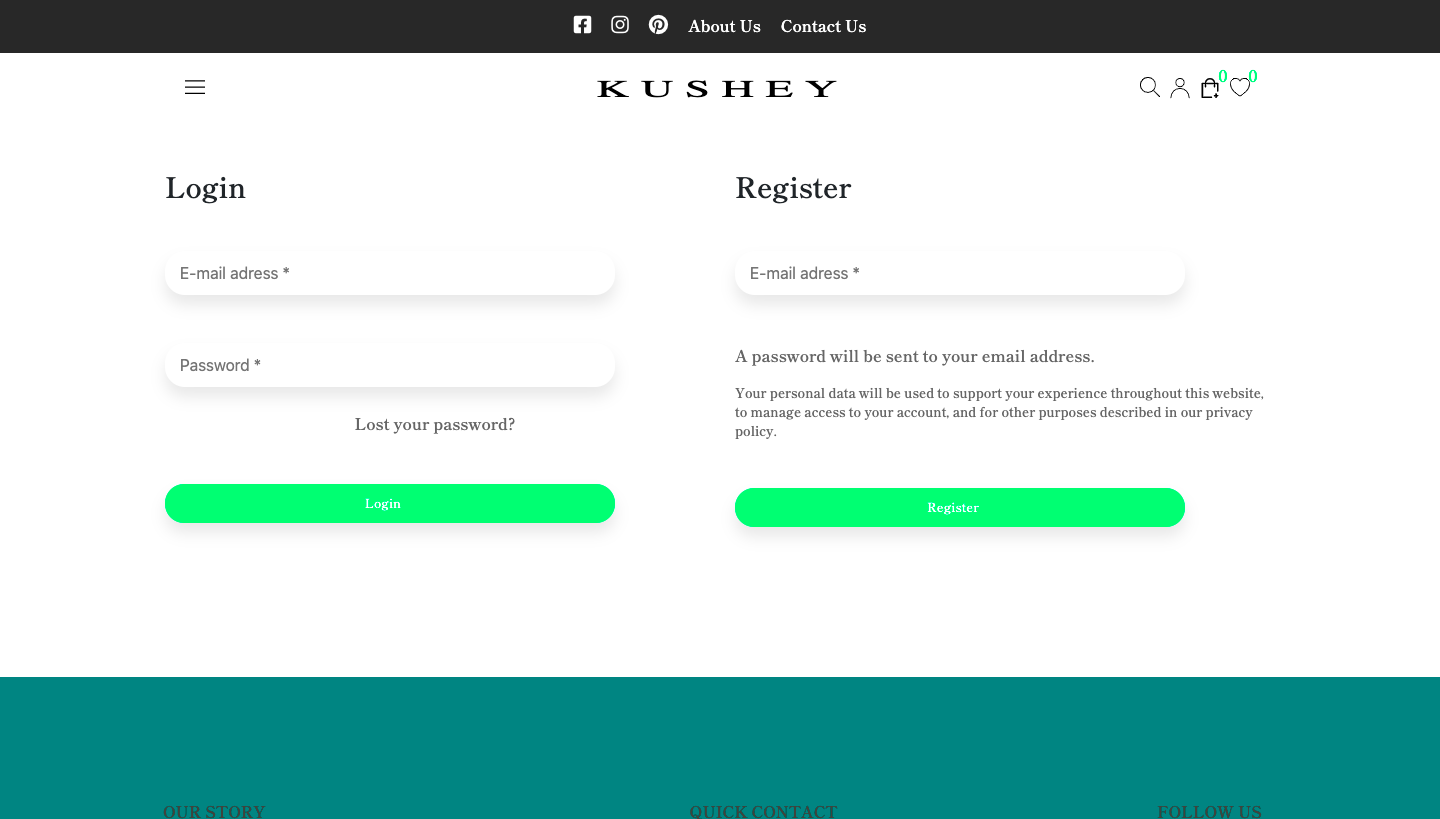 About Us Contact Us
KUSHEY
0 0
Login
E-mail adress *
Password *
Lost your password?
Login
Register
E-mail adress *
A password will be sent to your email address.
Your personal data will be used to support your experience throughout this website,
to manage access to your account, and for other purposes described in our privacy
policy.
Register
OUR STORY
QUICK CONTACT
FOLLOW US